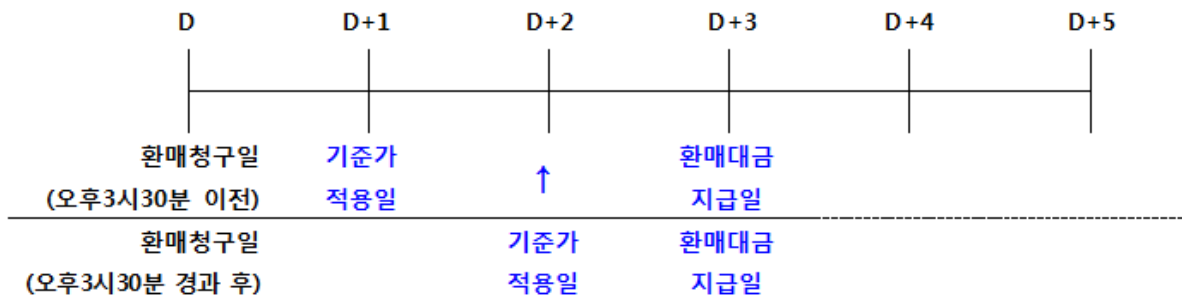 D D+1 D+2 D+3 D+4 D+5
환매청구일 기준가 환매대금
(오후3시30분 이전) 적용일 ↑ 지급일
환매청구일 기준가 환매대금
(오후3시30분 경과 후) 적용일 지급일